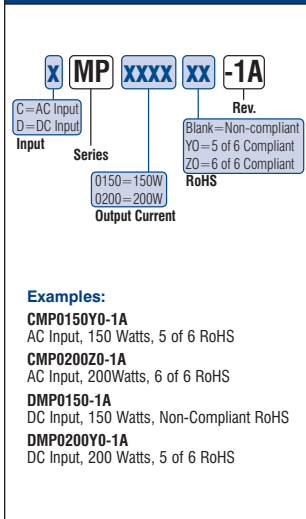 x MP xxxx xx -1A
C=AC Input
D=DC Input
Input
Series
0150=150W
0200=200W
Output Current
Rev.
Blank=Non-compliant
Y0=5 of 6 Compliant
Z0=6 of 6 Compliant
RoHS
Examples:
CMP0150Y0-1A
AC Input, 150 Watts, 5 of 6 RoHS
CMP0200Z0-1A
AC Input, 200Watts, 6 of 6 RoHS
DMP0150-1A
DC Input, 150 Watts, Non-Compliant RoHS
DMP0200Y0-1A
DC Input, 200 Watts, 5 of 6 RoHS